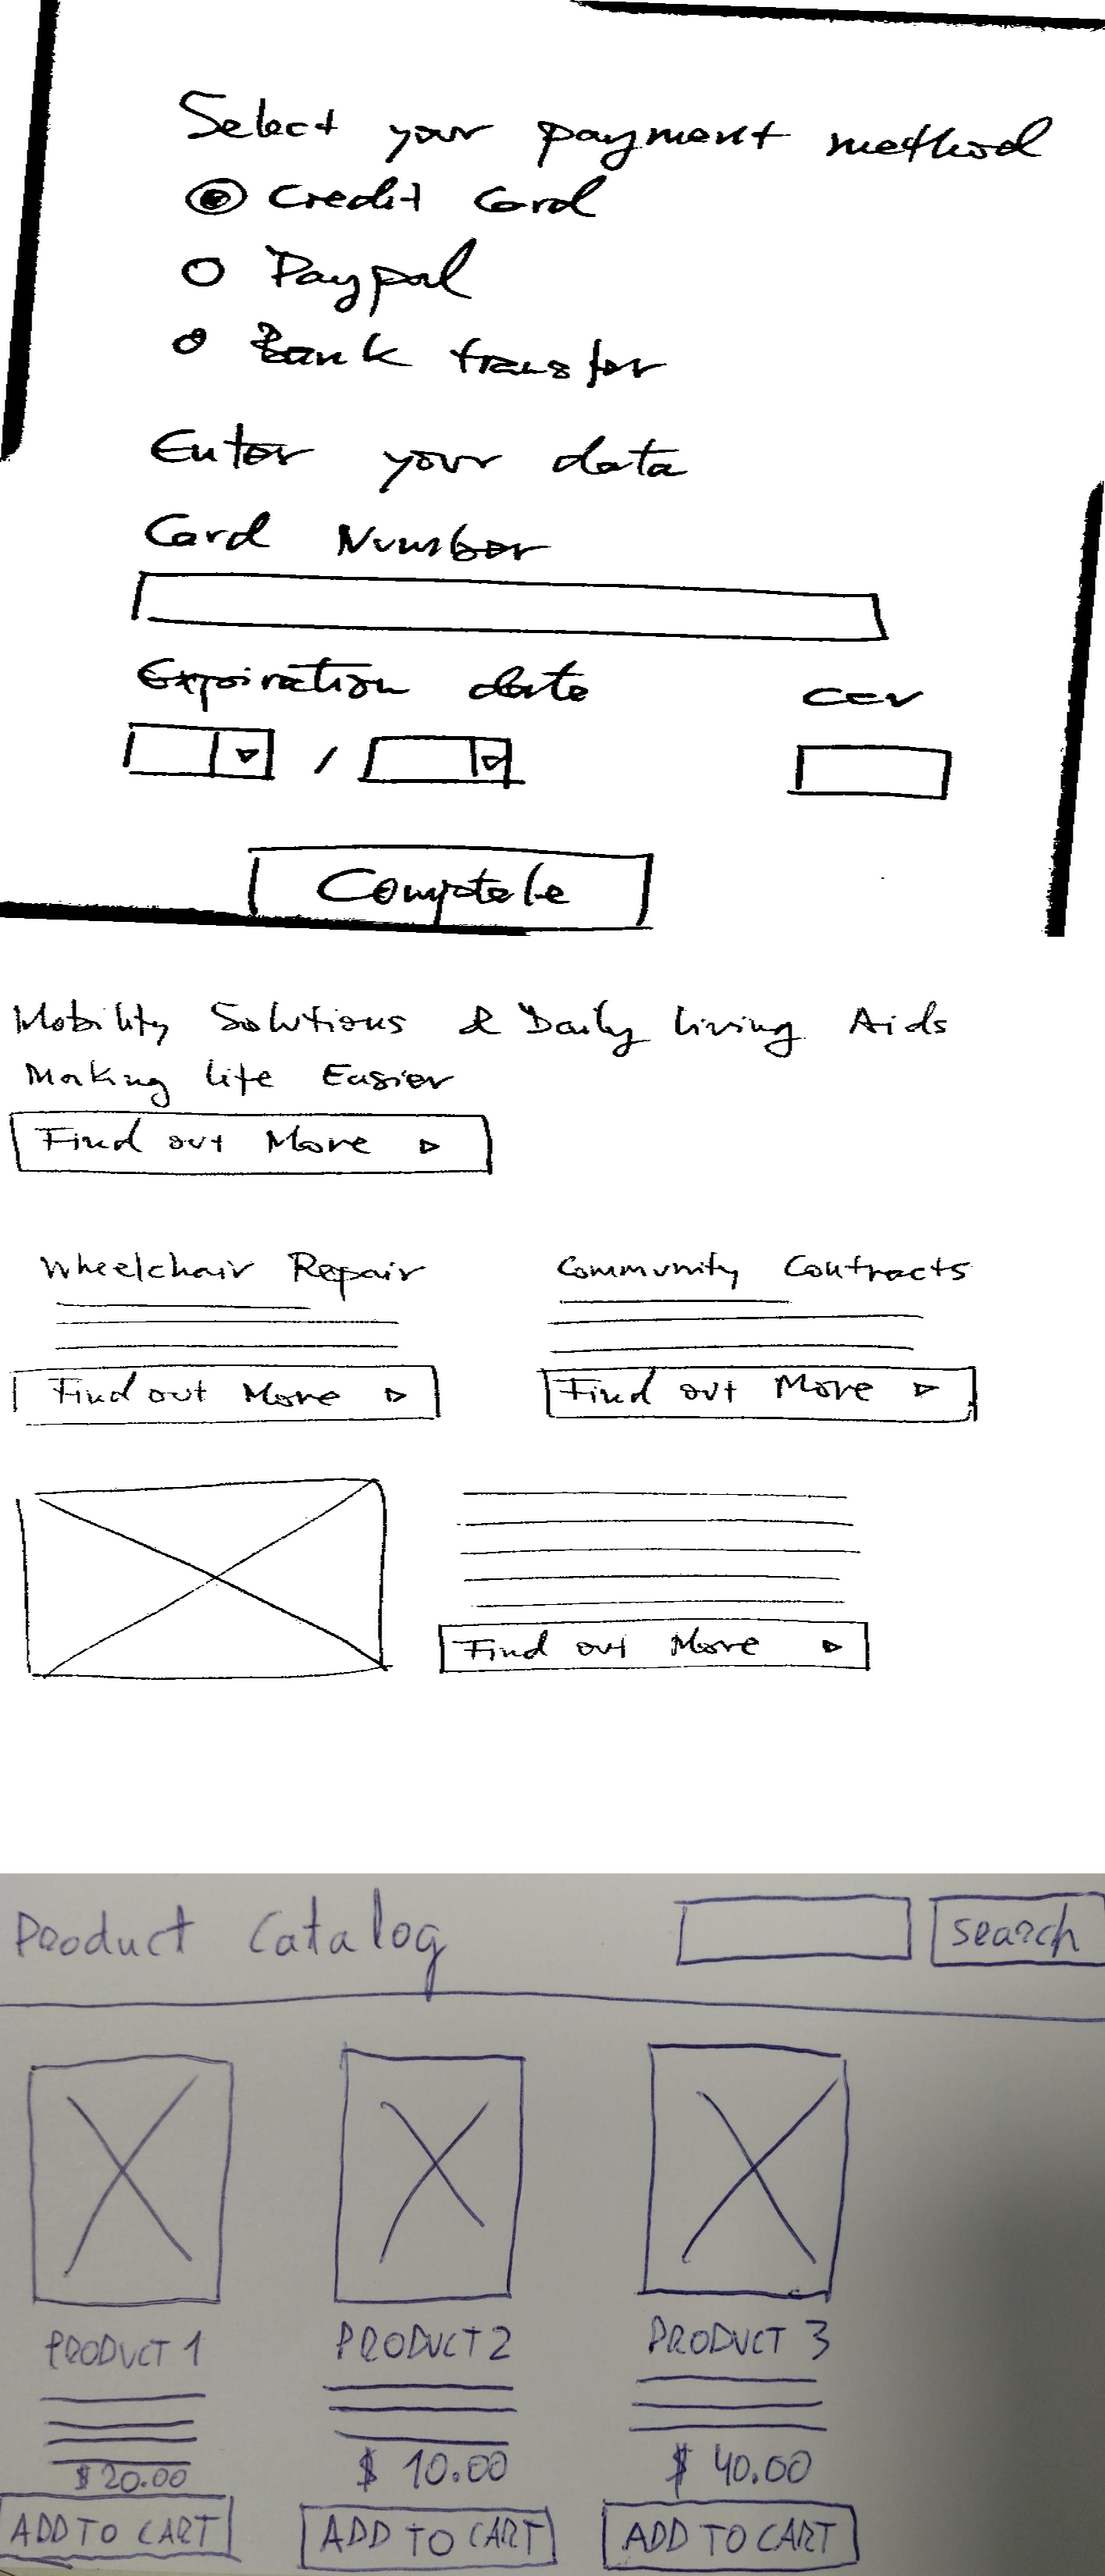 Select your payment method
Credit Card
Paypal
Bank transfer
Enter your data
Card Number
Expiration date ccv
/
Complete
Mobility Solutions & Daily Living Aids
Making Life Easier
Find out More
Wheelchair Repair Community Contracts
Find out More Find out More
Find out More
Product Catalog Search
PRODUCT 1 PRODUCT 2 PRODUCT 3
$ 20.00 $ 10.00 $ 40.00
ADD TO CART ADD TO CART ADD TO CART